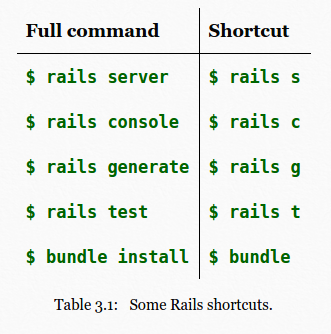 Full command Shortcut
$ rails server $ rails s
$ rails console $ rails c
$ rails generate $ rails g
$ rails test $ rails t
$ bundle install $ bundle
Table 3.1: Some Rails shortcuts.